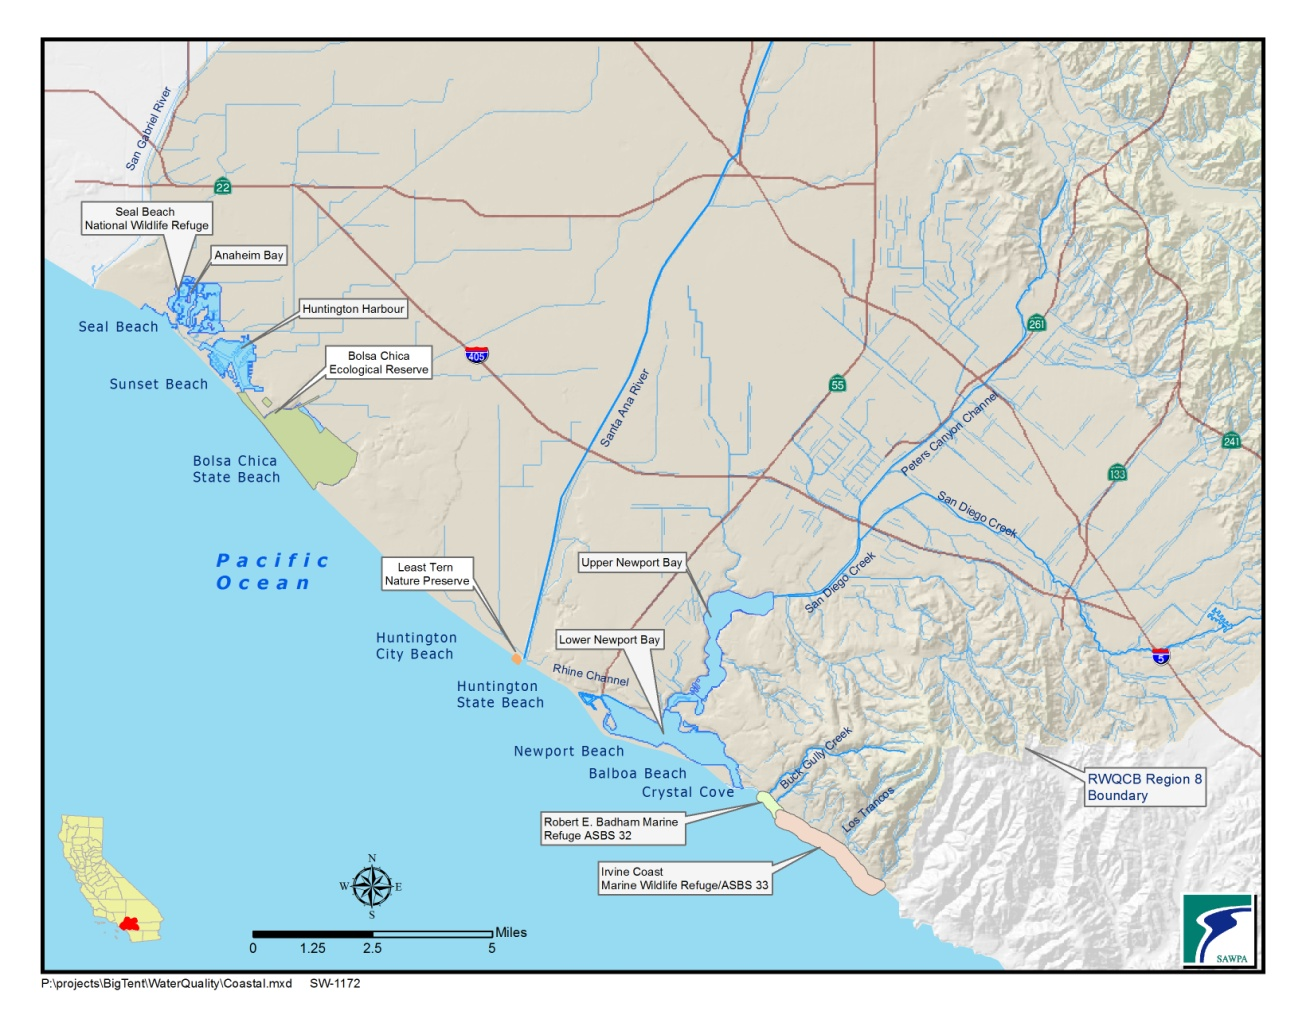 San Gabriel River
22
Seal Beach
National Wildlife Refuge
Anaheim Bay
Huntington Harbour
Seal Beach
261
405
Bolsa Chica
Ecological Reserve
Sunset Beach
55
Santa Ana River
Peters Canyon Channel
241
Bolsa Chica
State Beach
133
San Diego Creek
Pacific
Ocean
Least Tern
Nature Preserve
Upper Newport Bay
San Diego Creek
Huntington
City Beach
Lower Newport Bay
5
Rhine Channel
Huntington
State Beach
Newport Beach
Buck Gully Creek
Balboa Beach
Crystal Cove
RWQCB Region 8
Boundary
Los Trancos
Robert E. Badham Marine
Refuge ASBS 32
Irvine Coast
Marine Wildlife Refuge/ASBS 33
N
W
E
S
Miles
0
1.25
2.5
5
SAWPA
P:\projects\BigTent\WaterQuality\Coastal.mxd SW-1172